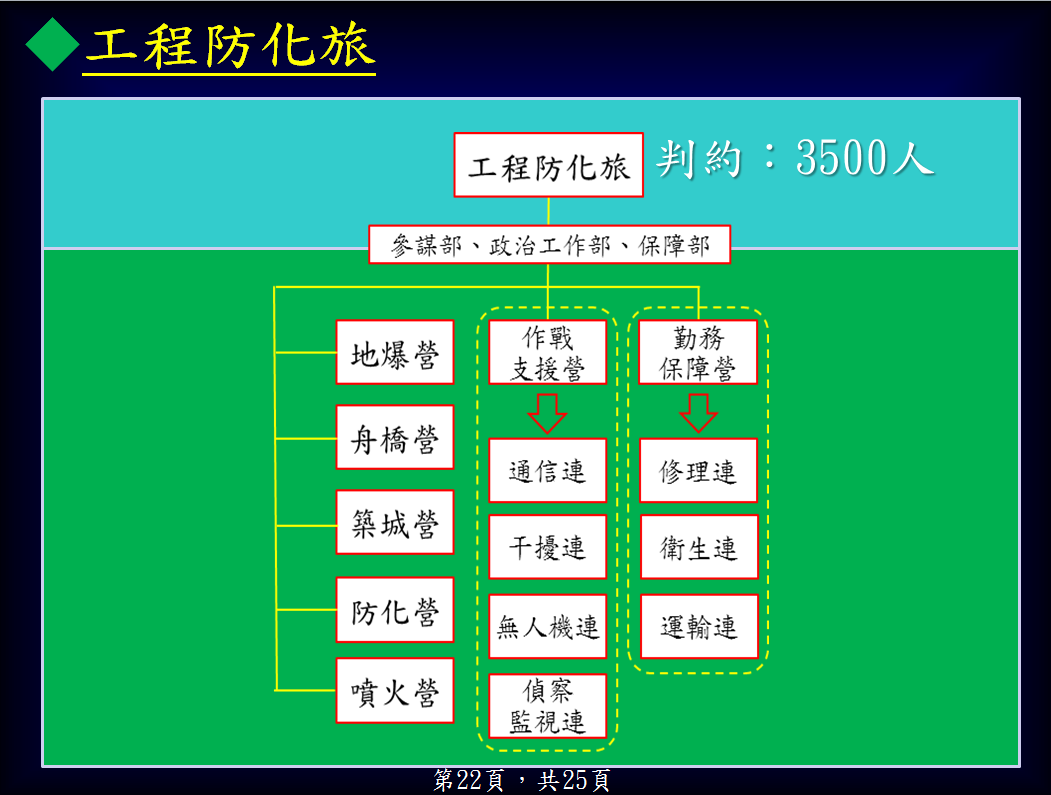 工程防化旅
工程防化旅
判約：3500人
參謀部、政治工作部、保障部
地爆營
舟橋營
築城營
防化營
噴火營
作戰
支援營
通信連
干擾連
無人機連
偵察
監視連
勤務
保障營
修理連
衛生連
運輸連
第22頁，共25頁